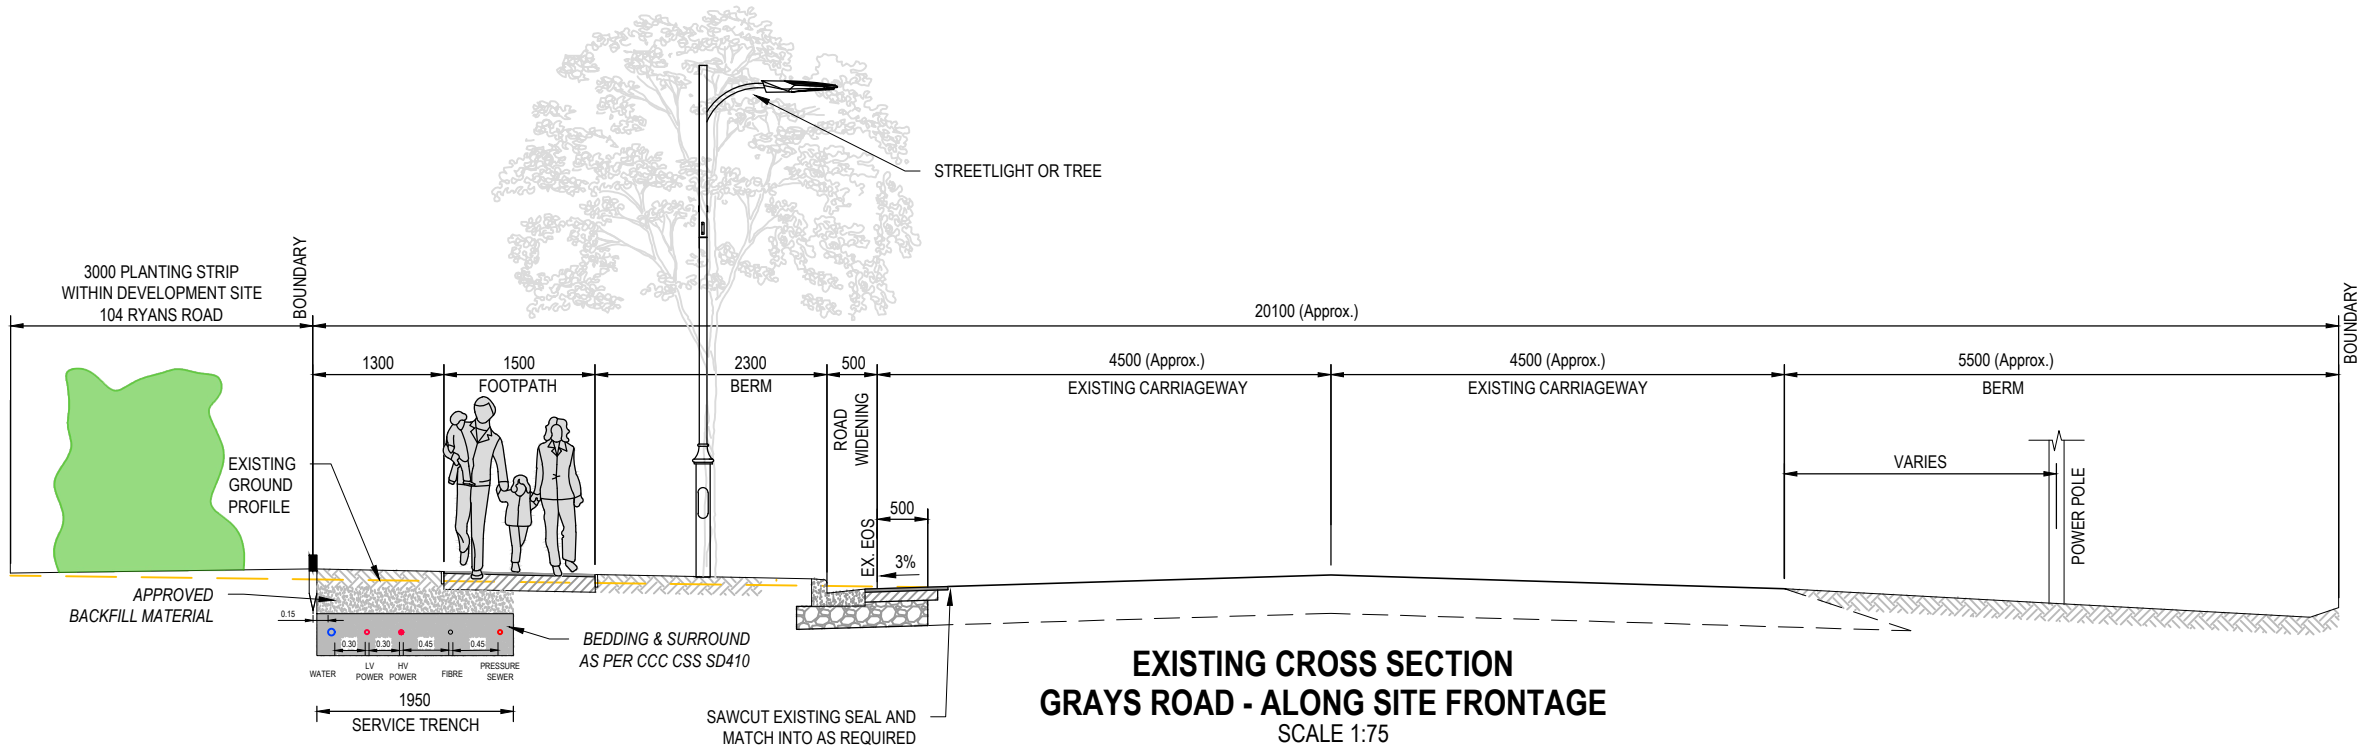 STREETLIGHT OR TREE
3000 PLANTING STRIP
WITHIN DEVELOPMENT SITE
104 RYANS ROAD
BOUNDARY
20100 (Approx.)
BOUNDARY
1300
1500
FOOTPATH
2300
BERM
500
ROAD
WIDENING
4500 (Approx.)
EXISTING CARRIAGEWAY
4500 (Approx.)
EXISTING CARRIAGEWAY
5500 (Approx.)
BERM
EXISTING
GROUND
PROFILE
VARIES
POWER POLE
EX. EOS
500
3%
APPROVED
BACKFILL MATERIAL
0.15
0.30
0.30
0.45
0.45
WATER
LV
POWER
HV
POWER
FIBRE
PRESSURE
SEWER
BEDDING & SURROUND
AS PER CCC CSS SD410
1950
SERVICE TRENCH
SAWCUT EXISTING SEAL AND
MATCH INTO AS REQUIRED
EXISTING CROSS SECTION
GRAYS ROAD - ALONG SITE FRONTAGE
SCALE 1:75